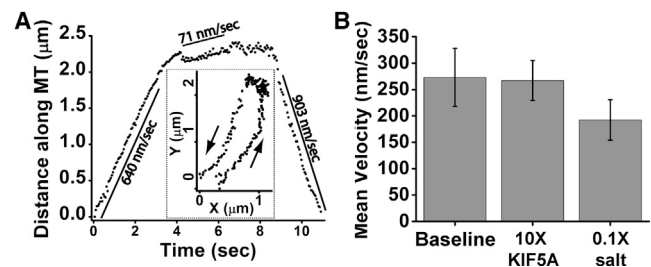 A
Distance along MT (μm)
2.5
2.0
1.5
1.0
0.5
0.0
71 nm/sec
640 nm/sec
903 nm/sec
Y (μm)
2
1
0
0
1
X (μm)
0
2
4
6
8
10
Time (sec)
B
Mean Velocity (nm/sec)
350
300
250
200
150
100
50
0
Baseline
10X
KIF5A
0.1X
salt